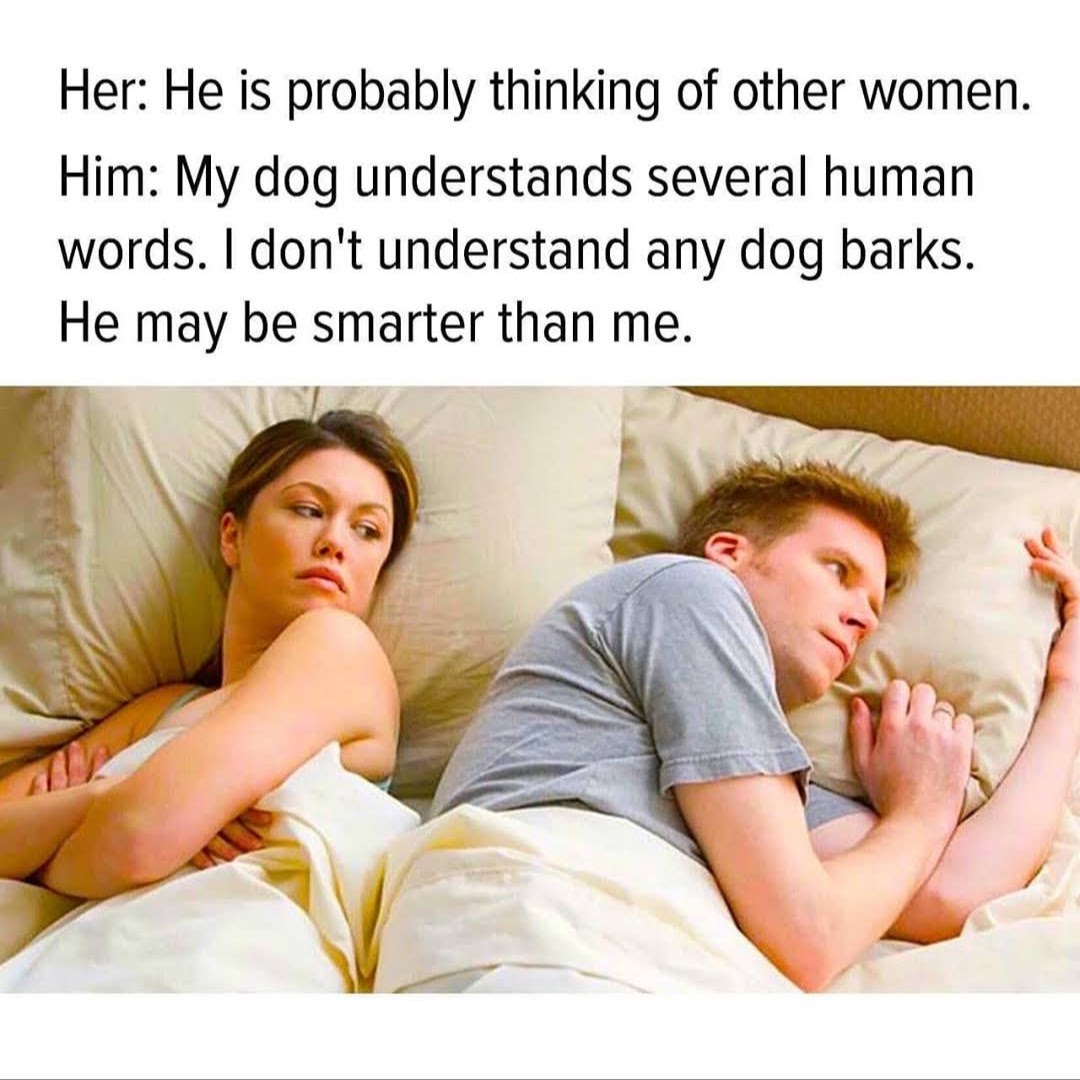 Her: He is probably thinking of other women.
Him: My dog understands several human
words. I don't understand any dog barks.
He may be smarter than me.